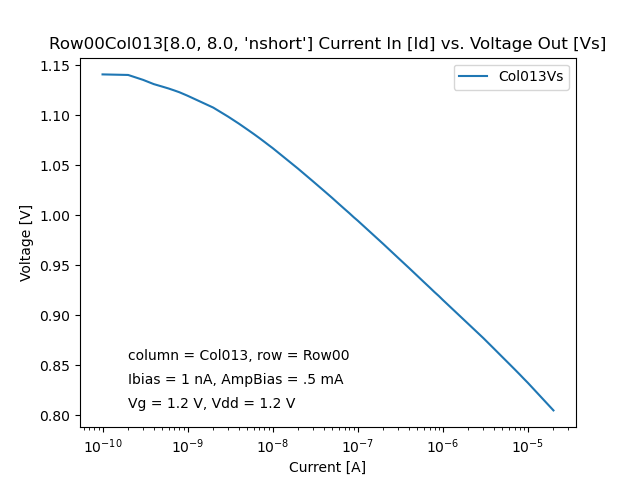 Row00Col013[8.0, 8.0, 'nshort'] Current In [Id] vs. Voltage Out [Vs]
Col013Vs
1.15
1.10
1.05
1.00
0.95
0.90
0.85
0.80
Voltage [V]
column = Col013, row = Row00
Ibias = 1 nA, AmpBias = .5 mA
Vg = 1.2 V, Vdd = 1.2 V
10⁻¹⁰ 10⁻⁹ 10⁻⁸ 10⁻⁷ 10⁻⁶ 10⁻⁵
Current [A]